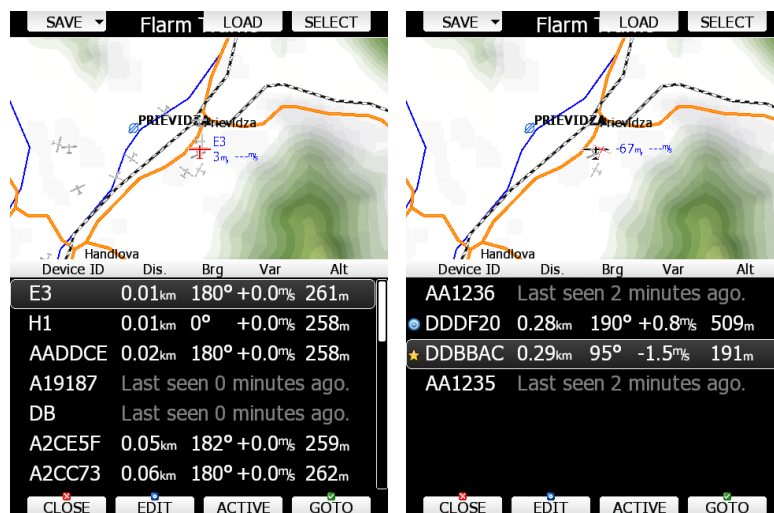 SAVE Flarm T LOAD SELECT
PRIEVIDZA Prievidza
E3
3m, ---m/s
Handlova
Device ID Dis. Brg Var Alt
E3 0.01km 180° +0.0m/s 261m
H1 0.01km 0° +0.0m/s 258m
AADDCE 0.02km 180° +0.0m/s 258m
A19187 Last seen 0 minutes ago.
DB Last seen 0 minutes ago.
A2CE5F 0.05km 182° +0.0m/s 259m
A2CC73 0.06km 180° +0.0m/s 262m
CLOSE EDIT ACTIVE GOTO
SAVE Flarm LOAD SELECT
PRIEVIDZA Prievidza
-67m, ---m/s
Handlova
Device ID Dis. Brg Var Alt
AA1236 Last seen 2 minutes ago.
DDDF20 0.28km 190° +0.8m/s 509m
DDBBAC 0.29km 95° -1.5m/s 191m
AA1235 Last seen 2 minutes ago.
CLOSE EDIT ACTIVE GOTO